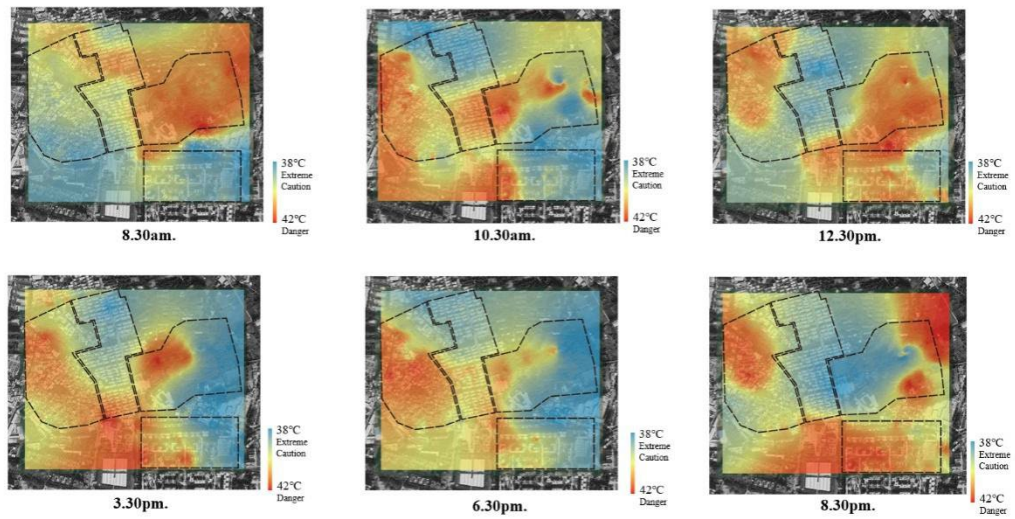 38°C
Extreme
Caution
42°C
Danger
8.30am.
38°C
Extreme
Caution
42°C
Danger
10.30am.
38°C
Extreme
Caution
42°C
Danger
12.30pm.
38°C
Extreme
Caution
42°C
Danger
3.30pm.
38°C
Extreme
Caution
42°C
Danger
6.30pm.
38°C
Extreme
Caution
42°C
Danger
8.30pm.